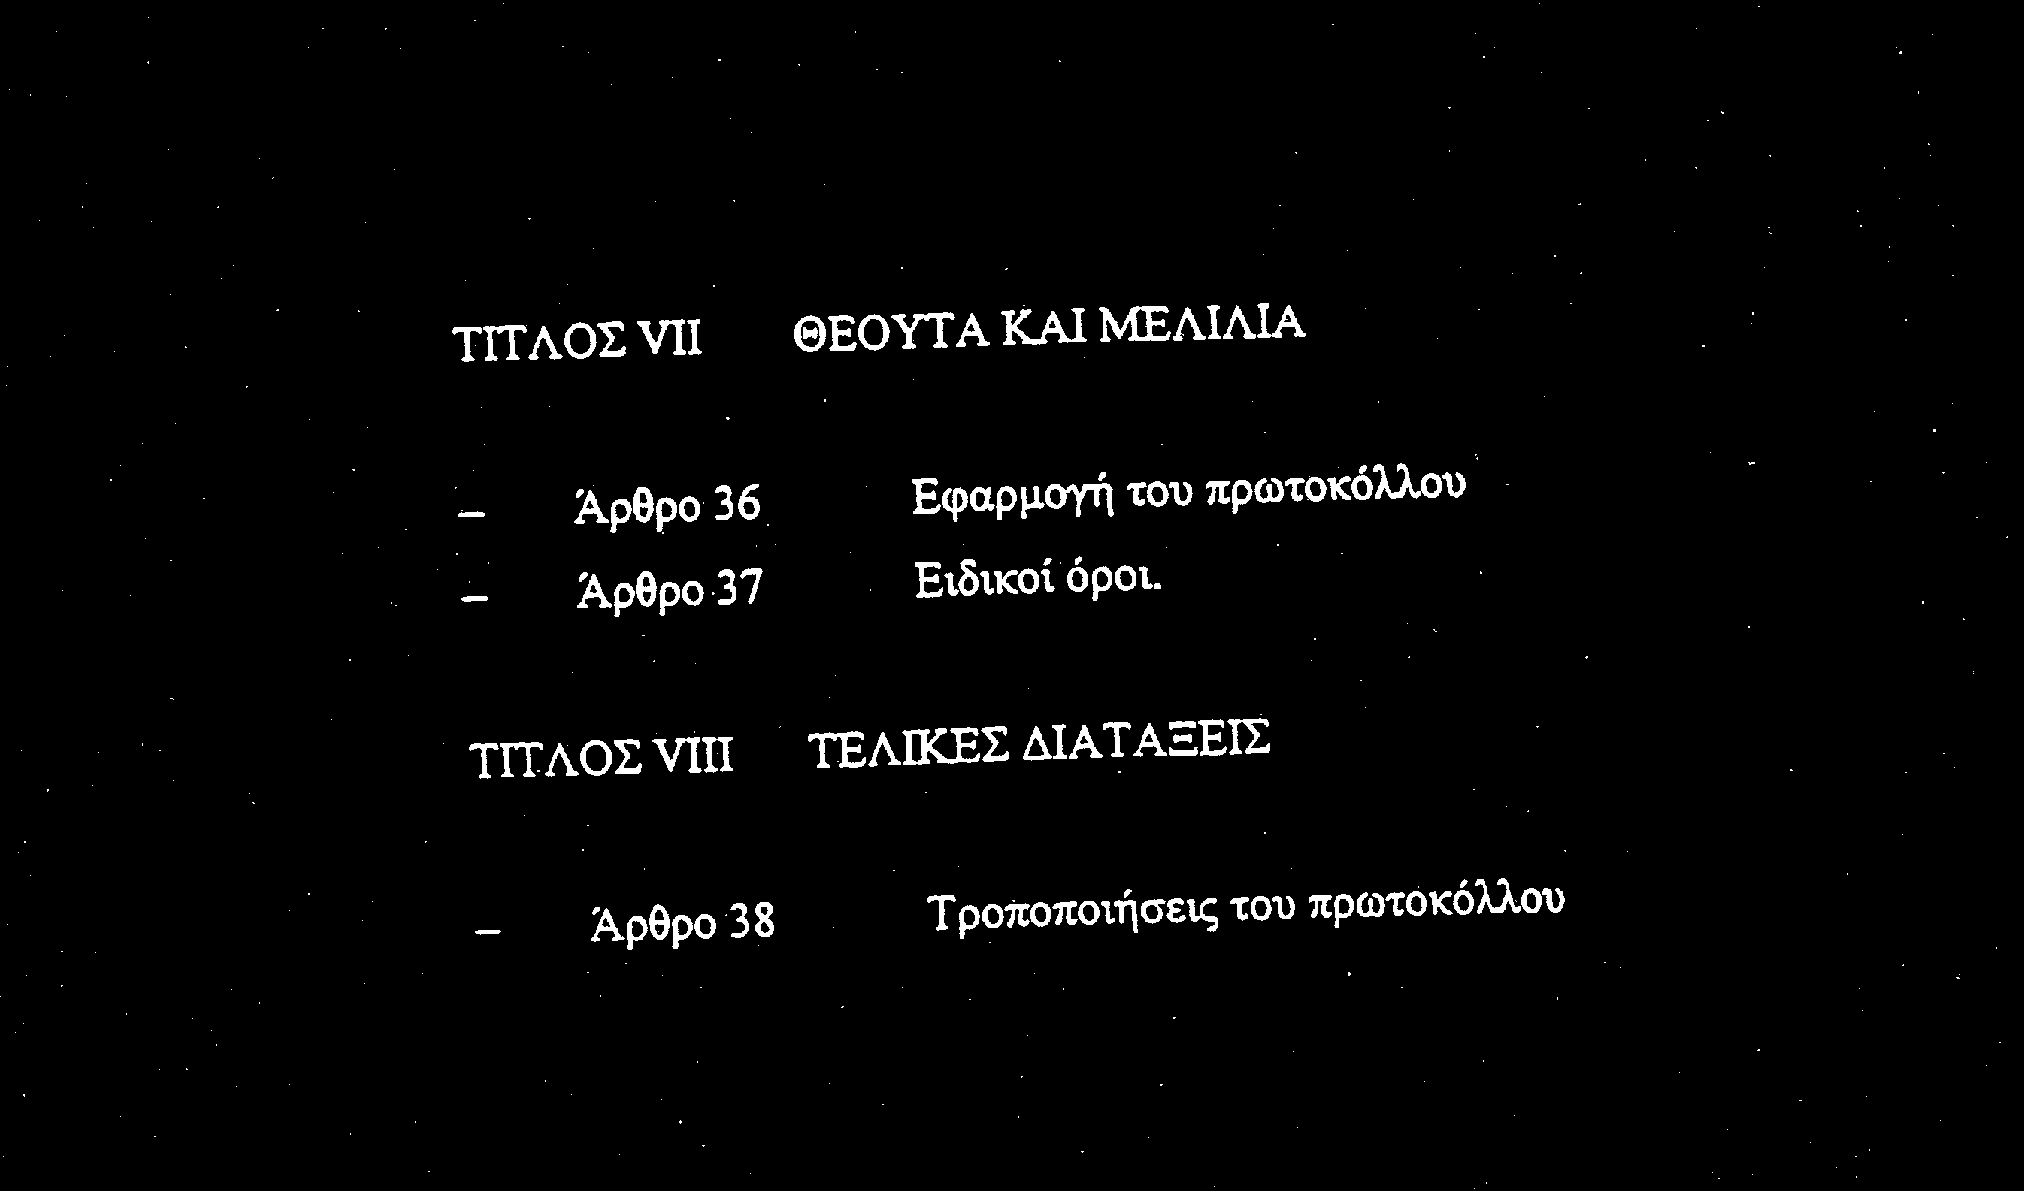 ΤΙΤΛΟΣ VII ΘΕΟΥΤΑ ΚΑΙ ΜΕΛΙΛΙΑ
– Άρθρο 36 Εφαρμογή του πρωτοκόλλου
– Άρθρο 37 Ειδικοί όροι.
ΤΙΤΛΟΣ VIII ΤΕΛΙΚΕΣ ΔΙΑΤΑΞΕΙΣ
– Άρθρο 38 Τροποποιήσεις του πρωτοκόλλου